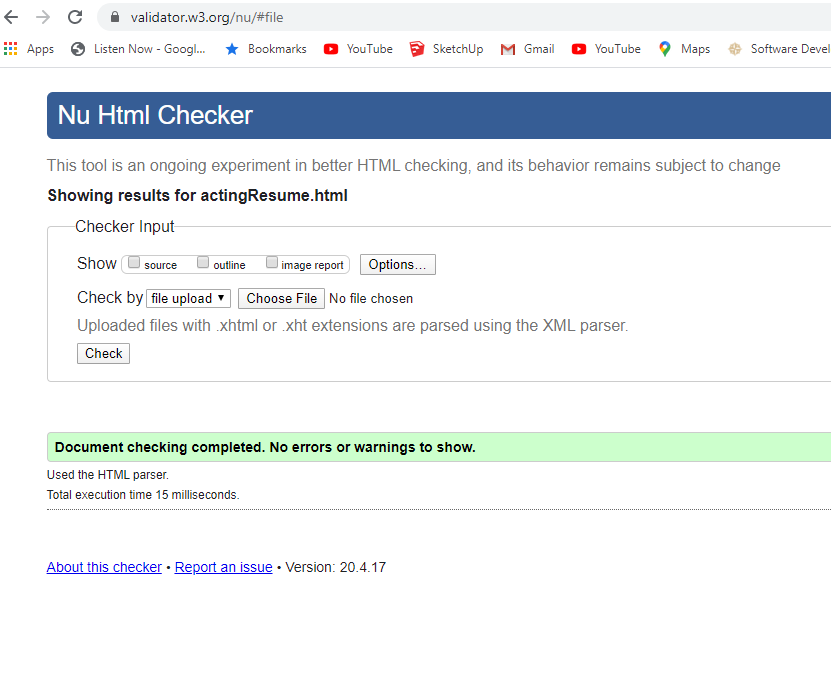 validator.w3.org/nu/#file
Apps Listen Now - Googl... Bookmarks YouTube SketchUp Gmail YouTube Maps Software Devel
Nu Html Checker
This tool is an ongoing experiment in better HTML checking, and its behavior remains subject to change
Showing results for actingResume.html
Checker Input
Show source outline image report Options...
Check by file upload Choose File No file chosen
Uploaded files with .xhtml or .xht extensions are parsed using the XML parser.
Check
Document checking completed. No errors or warnings to show.
Used the HTML parser.
Total execution time 15 milliseconds.
About this checker • Report an issue • Version: 20.4.17